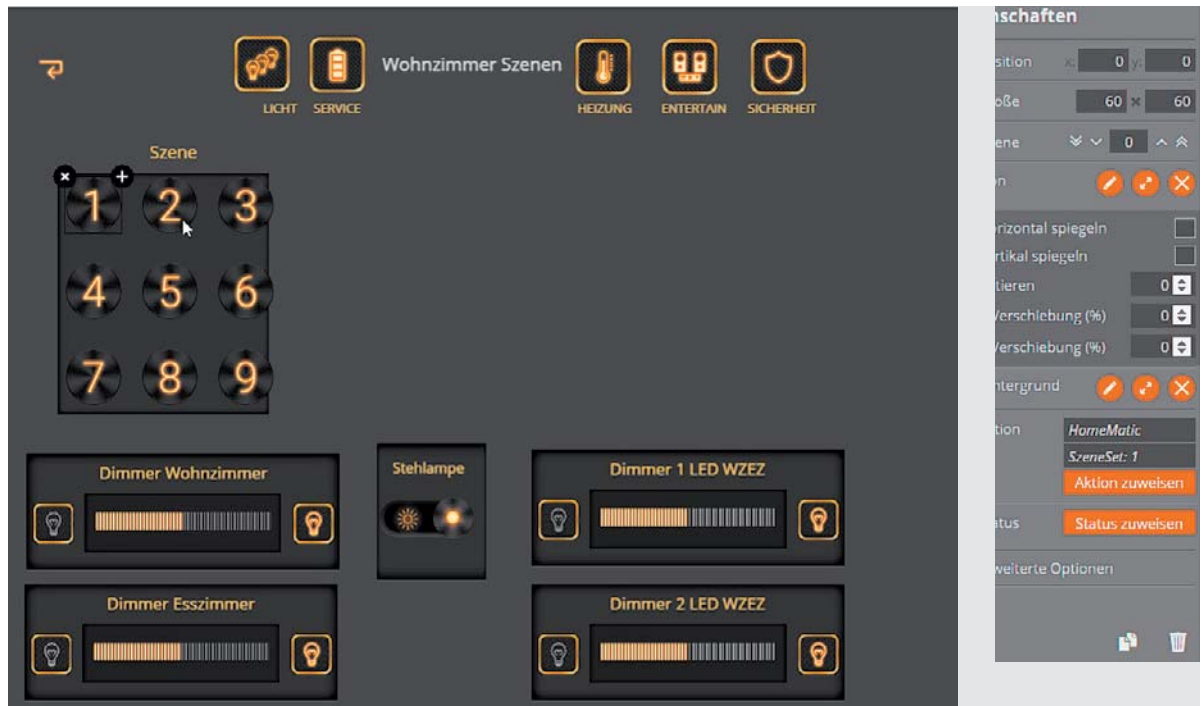 Wohnzimmer Szenen
LICHT SERVICE HEIZUNG ENTERTAIN SICHERHEIT
Szene
1 2 3
4 5 6
7 8 9
Dimmer Wohnzimmer
Stehlampe
Dimmer 1 LED WZEZ
Dimmer Esszimmer
Dimmer 2 LED WZEZ
nschaften
sition x: 0 y: 0
öße 60 × 60
ene 0
on
orizontal spiegeln
rtikal spiegeln
tieren 0
Verschiebung (%) 0
Verschiebung (%) 0
ntergrund
tion HomeMatic
SzeneSet: 1
Aktion zuweisen
atus Status zuweisen
weiterte Optionen